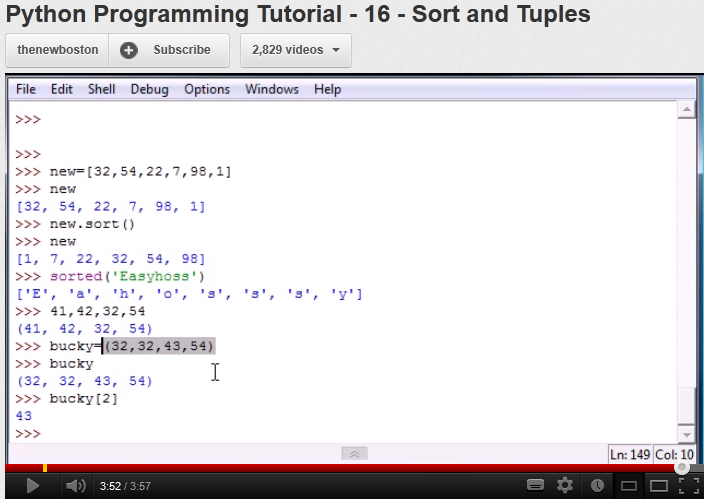 Python Programming Tutorial - 16 - Sort and Tuples
thenewboston Subscribe 2,829 videos
File Edit Shell Debug Options Windows Help
>>>
>>>
>>> new=[32,54,22,7,98,1]
>>> new
[32, 54, 22, 7, 98, 1]
>>> new.sort()
>>> new
[1, 7, 22, 32, 54, 98]
>>> sorted('Easyhoss')
['E', 'a', 'h', 'o', 's', 's', 's', 'y']
>>> 41,42,32,54
(41, 42, 32, 54)
>>> bucky=(32,32,43,54)
>>> bucky
(32, 32, 43, 54)
>>> bucky[2]
43
>>>
Ln: 149 Col: 10
3:52 / 3:57